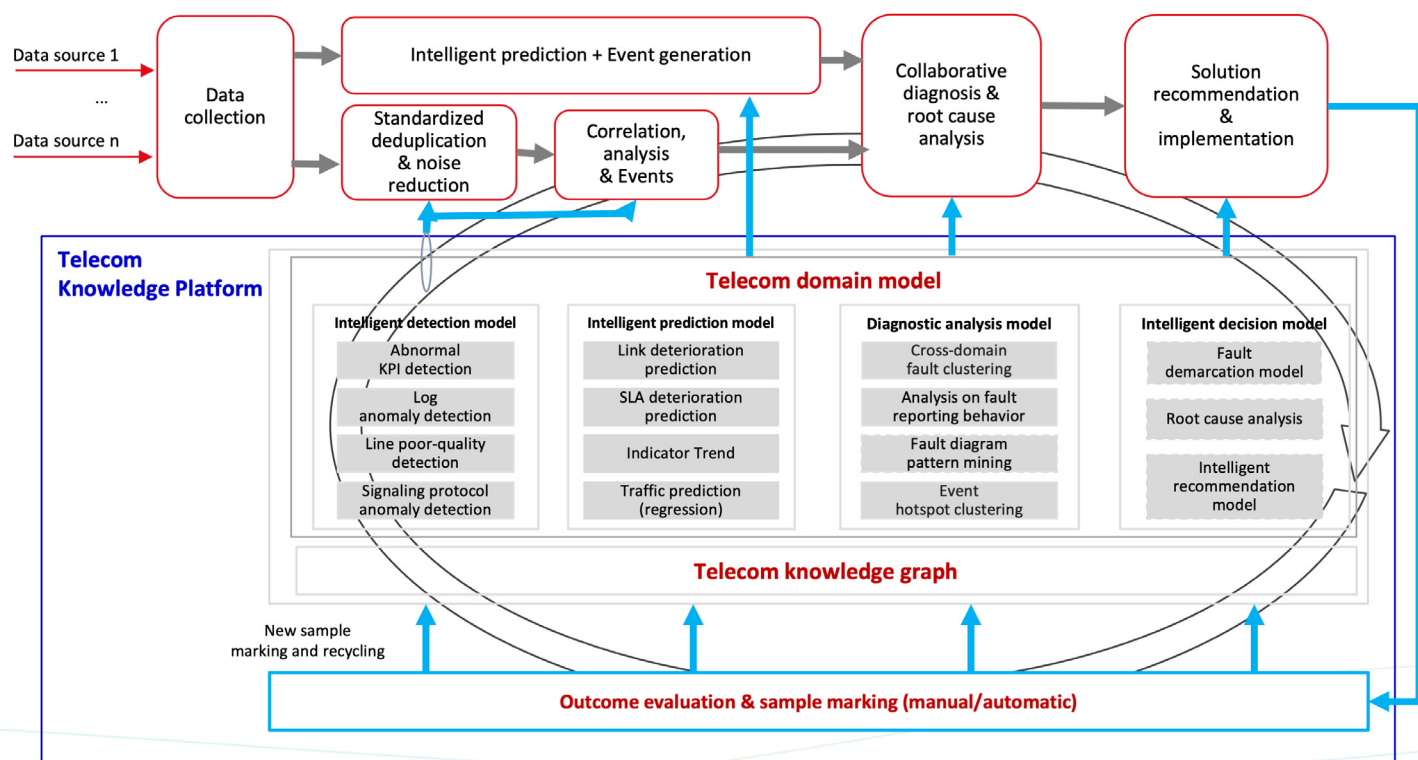 Data source 1
...
Data source n
Data
collection
Intelligent prediction + Event generation
Standardized
deduplication
& noise
reduction
Correlation,
analysis
& Events
Collaborative
diagnosis &
root cause
analysis
Solution
recommendation
&
implementation
Telecom
Knowledge Platform
Telecom domain model
Intelligent detection model
Abnormal
KPI detection
Log
anomaly detection
Line poor-quality
detection
Signaling protocol
anomaly detection
Intelligent prediction model
Link deterioration
prediction
SLA deterioration
prediction
Indicator Trend
Traffic prediction
(regression)
Diagnostic analysis model
Cross-domain
fault clustering
Analysis on fault
reporting behavior
Fault diagram
pattern mining
Event
hotspot clustering
Intelligent decision model
Fault
demarcation model
Root cause analysis
Intelligent
recommendation
model
Telecom knowledge graph
New sample
marking and recycling
Outcome evaluation & sample marking (manual/automatic)